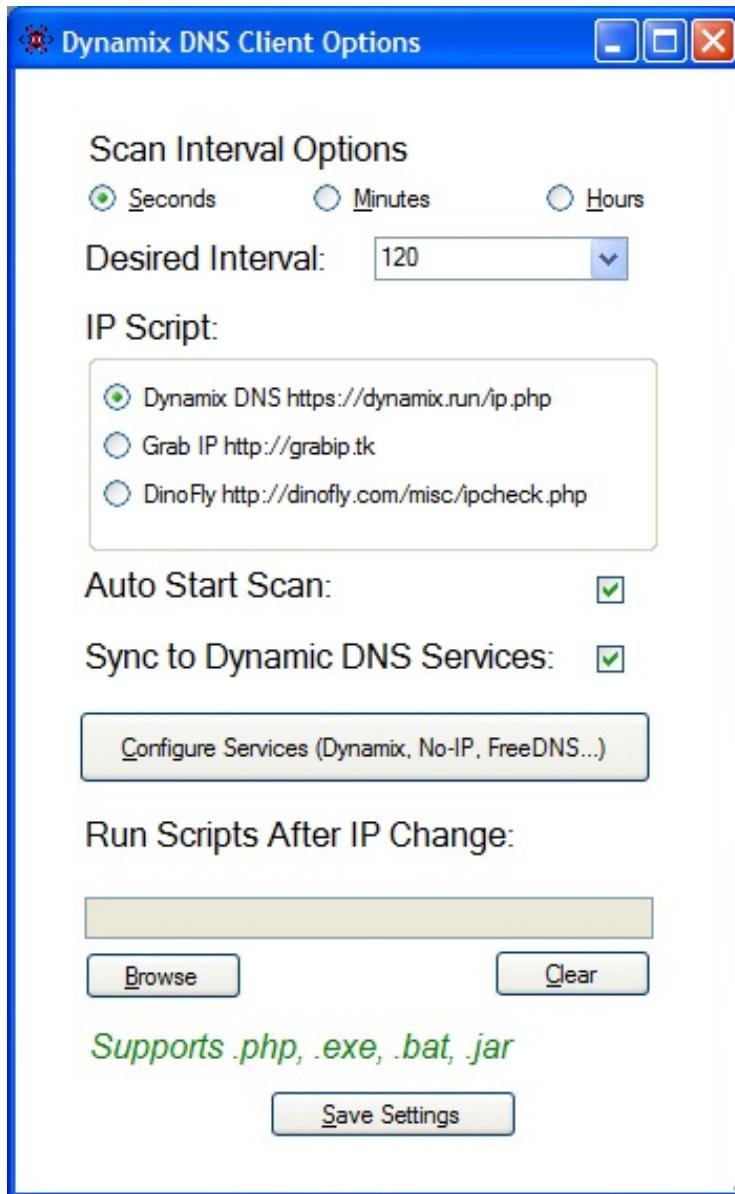 Dynamix DNS Client Options
Scan Interval Options
Seconds Minutes Hours
Desired Interval: 120
IP Script:
Dynamix DNS https://dynamix.run/ip.php
Grab IP http://grabip.tk
DinoFly http://dinofly.com/misc/ipcheck.php
Auto Start Scan:
Sync to Dynamic DNS Services:
Configure Services (Dynamix, No-IP, FreeDNS...)
Run Scripts After IP Change:
Browse Clear
Supports .php, .exe, .bat, .jar
Save Settings